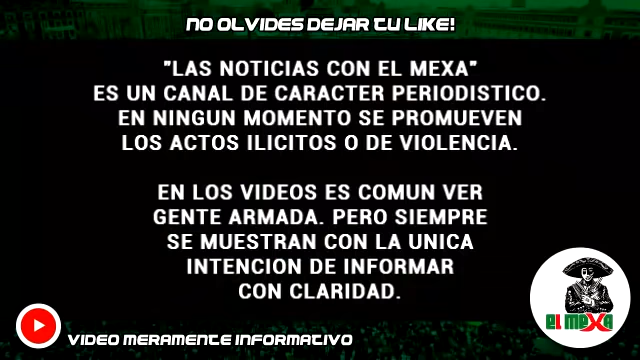 NO OLVIDES DEJAR TU LIKE!
"LAS NOTICIAS CON EL MEXA"
ES UN CANAL DE CARACTER PERIODISTICO.
EN NINGUN MOMENTO SE PROMUEVEN
LOS ACTOS ILICITOS O DE VIOLENCIA.
EN LOS VIDEOS ES COMUN VER
GENTE ARMADA. PERO SIEMPRE
SE MUESTRAN CON LA UNICA
INTENCION DE INFORMAR
CON CLARIDAD.
EL MEXA
VIDEO MERAMENTE INFORMATIVO